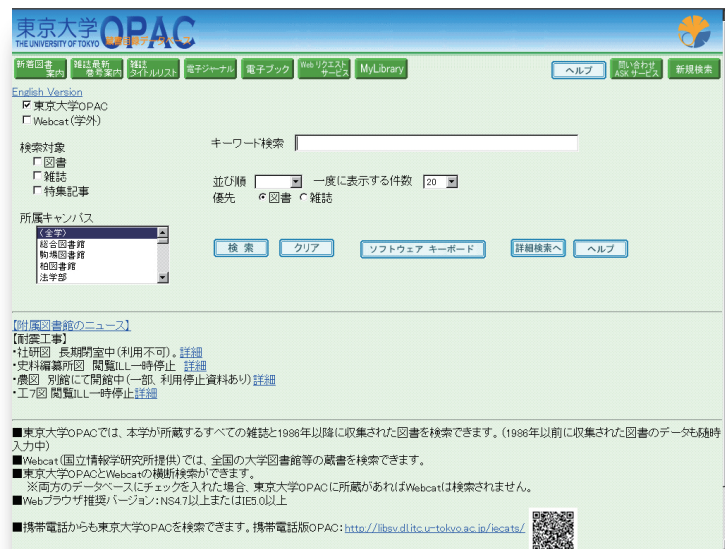 東京大学OPAC
THE UNIVERSITY OF TOKYO
新着図書案内 雑誌最新巻号案内 雑誌タイトルリスト 電子ジャーナル 電子ブック Webリクエストサービス MyLibrary ヘルプ 問い合わせASKサービス 新規検索
English Version
東京大学OPAC
Webcat(学外)
検索対象
図書
雑誌
特集記事
キーワード検索
並び順 一度に表示する件数 20
優先 図書 雑誌
所属キャンパス
(全学)
総合図書館
駒場図書館
柏図書館
法学部
検索 クリア ソフトウェア キーボード 詳細検索へ ヘルプ
【附属図書館のニュース】
【耐震工事】
・社研図 長期閉室中(利用不可)。詳細
・史料編纂所図 閲覧ILL一時停止 詳細
・農図 別館にて開館中(一部、利用停止資料あり)詳細
・工7図 閲覧ILL一時停止詳細
■東京大学OPACでは、本学が所蔵するすべての雑誌と1986年以降に収集された図書を検索できます。(1986年以前に収集された図書のデータも随時
入力中)
■Webcat(国立情報学研究所提供)では、全国の大学図書館等の蔵書を検索できます。
■東京大学OPACとWebcatの横断検索ができます。
※両方のデータベースにチェックを入れた場合、東京大学OPACに所蔵があればWebcatは検索されません。
■Webブラウザ推奨バージョン:NS4.7以上またはIE5.0以上
■携帯電話からも東京大学OPACを検索できます。携帯電話版OPAC:http://libsv.dl.itc.u-tokyo.ac.jp/iecats/